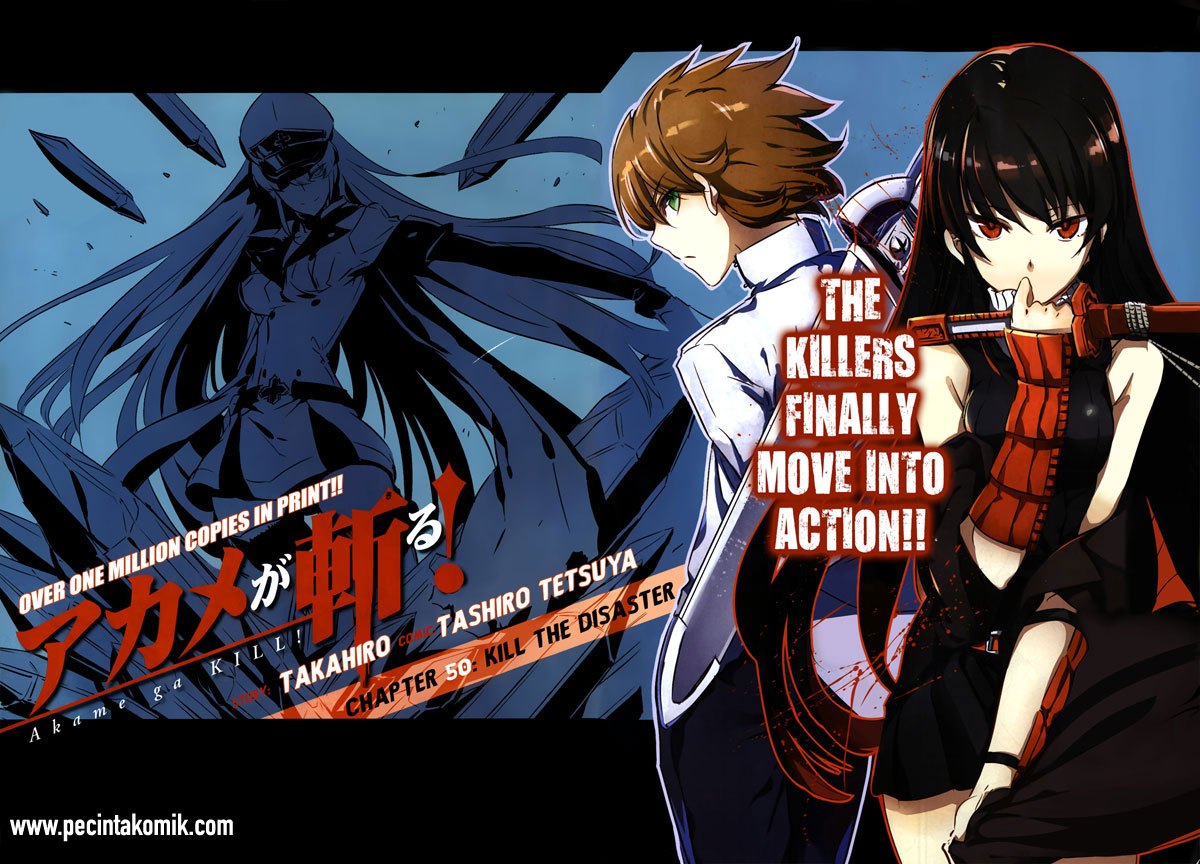 OVER ONE MILLION COPIES IN PRINT!!
アカメが斬る!
Akame ga KILL!
STORY: TAKAHIRO COMIC: TASHIRO TETSUYA
CHAPTER 50: KILL THE DISASTER
THE
KILLERS
FINALLY
MOVE INTO
ACTION!!
www.pecintakomik.com